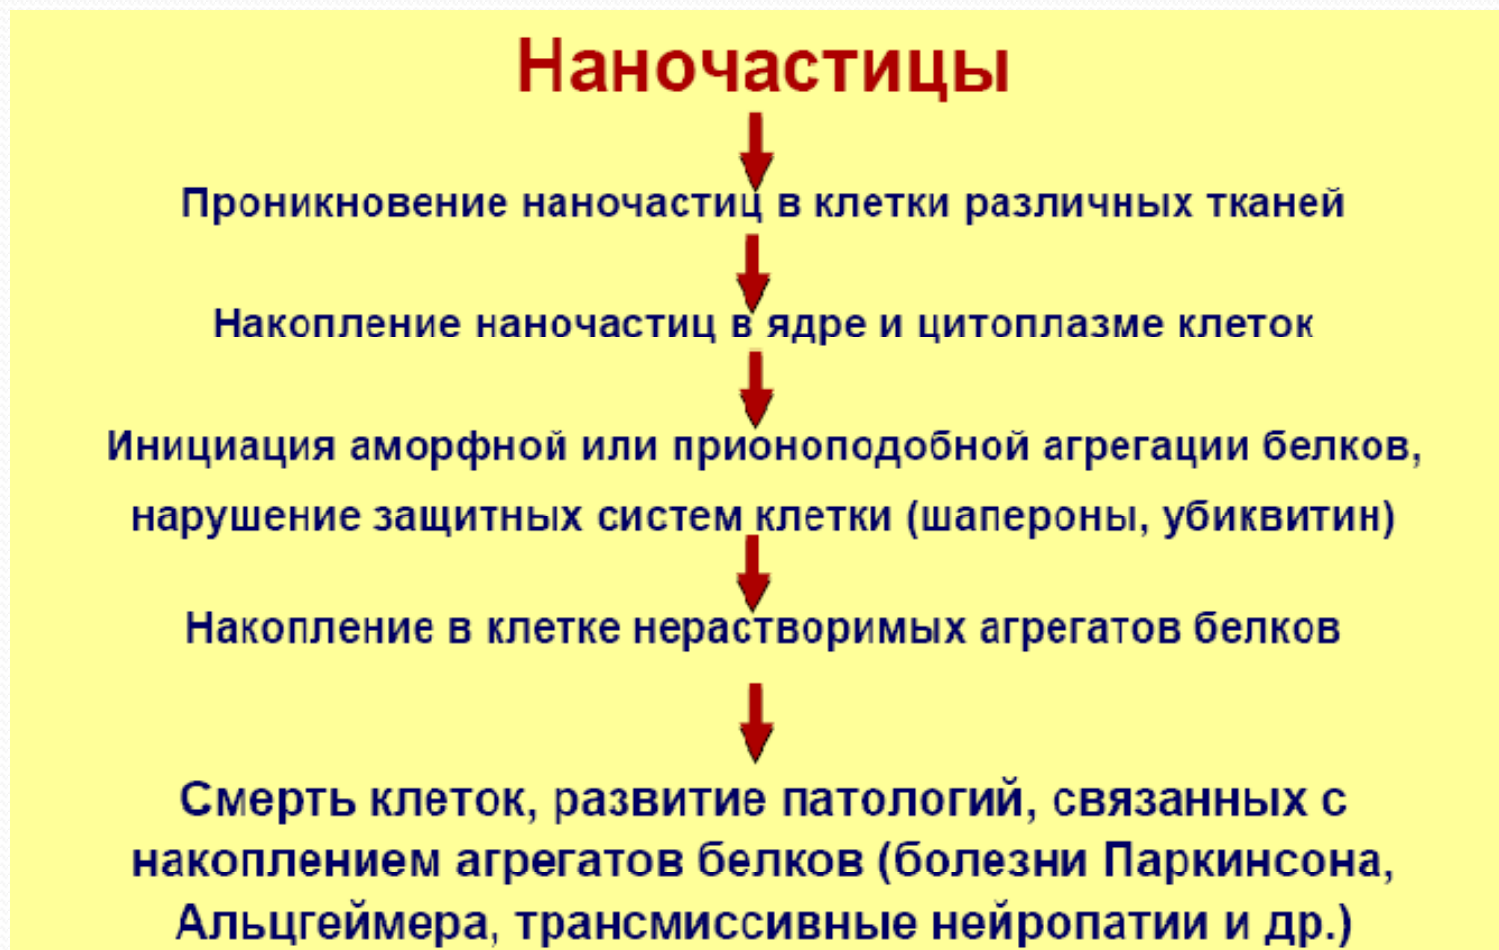 Наночастицы
Проникновение наночастиц в клетки различных тканей
Накопление наночастиц в ядре и цитоплазме клеток
Инициация аморфной или прионоподобной агрегации белков,
нарушение защитных систем клетки (шапероны, убиквитин)
Накопление в клетке нерастворимых агрегатов белков
Смерть клеток, развитие патологий, связанных с
накоплением агрегатов белков (болезни Паркинсона,
Альцгеймера, трансмиссивные нейропатии и др.)